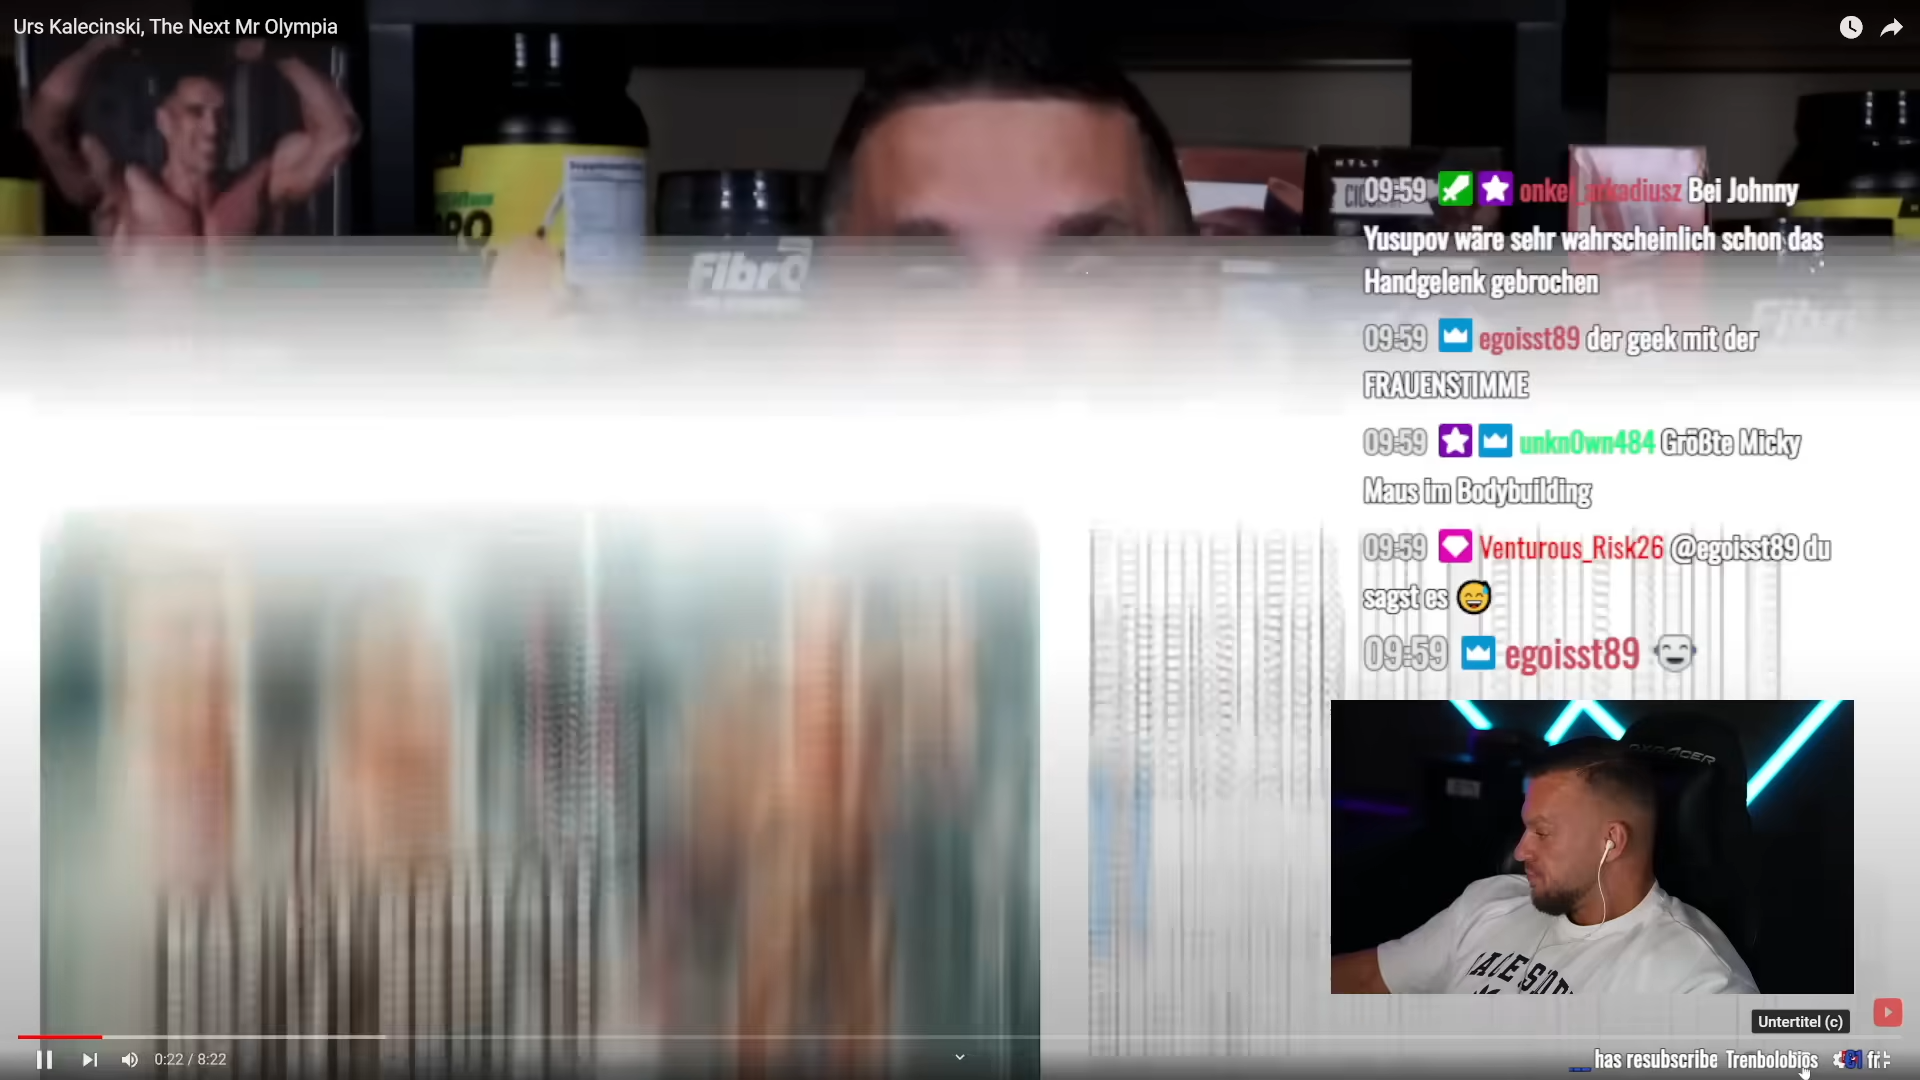 Urs Kalecinski, The Next Mr Olympia
09:59 onkel_arkadiusz Bei Johnny
Yusupov wäre sehr wahrscheinlich schon das
Handgelenk gebrochen
09:59 egoisst89 der geek mit der
FRAUENSTIMME
09:59 unkn0wn484 Größte Micky
Maus im Bodybuilding
09:59 Venturous_Risk26 @egoisst89 du
sagst es
09:59 egoisst89
Untertitel (c)
0:22 / 8:22
has resubscribe Trenbolobios